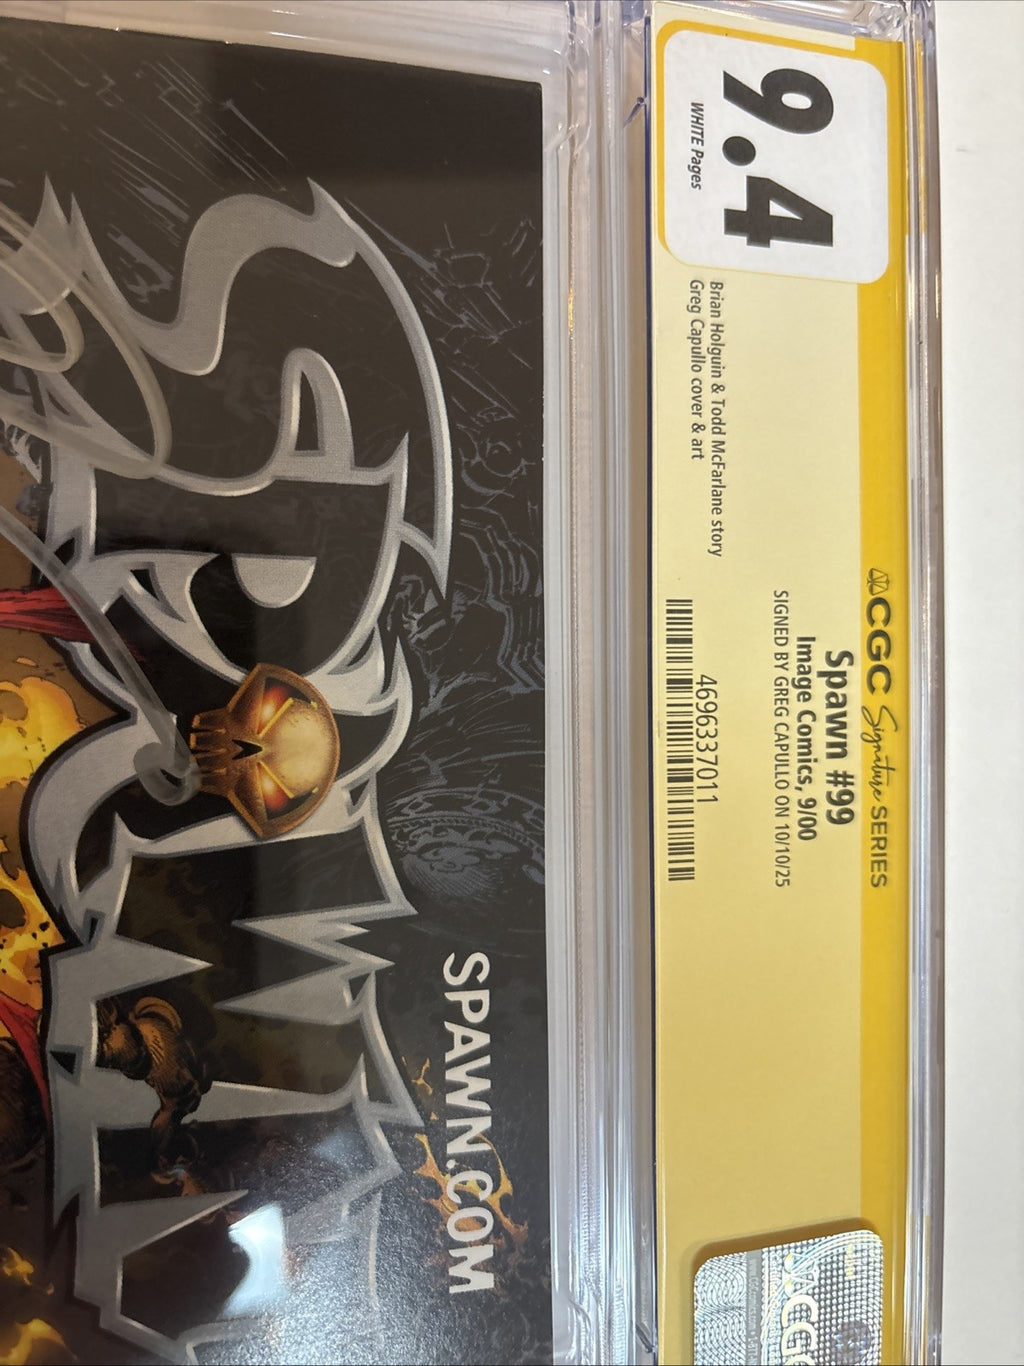 9.4
WHITE Pages
Brian Holguin & Todd McFarlane story
Greg Capullo cover & art
CGC Signature SERIES
Spawn #99
Image Comics, 9/00
SIGNED BY GREG CAPULLO ON 10/10/25
4696337011
CGC
SPAWN
SPAWN.COM